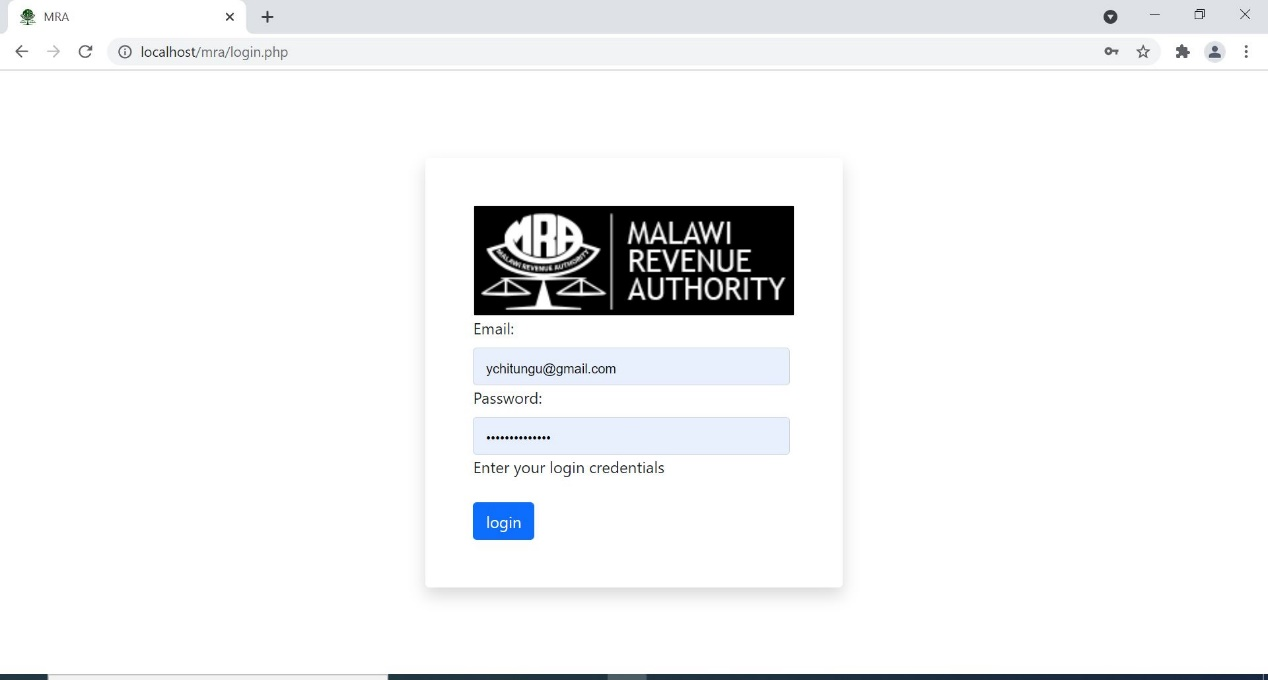 MRA
localhost/mra/login.php
MRA
MALAWI REVENUE AUTHORITY
MALAWI
REVENUE
AUTHORITY
Email:
ychitungu@gmail.com
Password:
••••••••••••••
Enter your login credentials
login